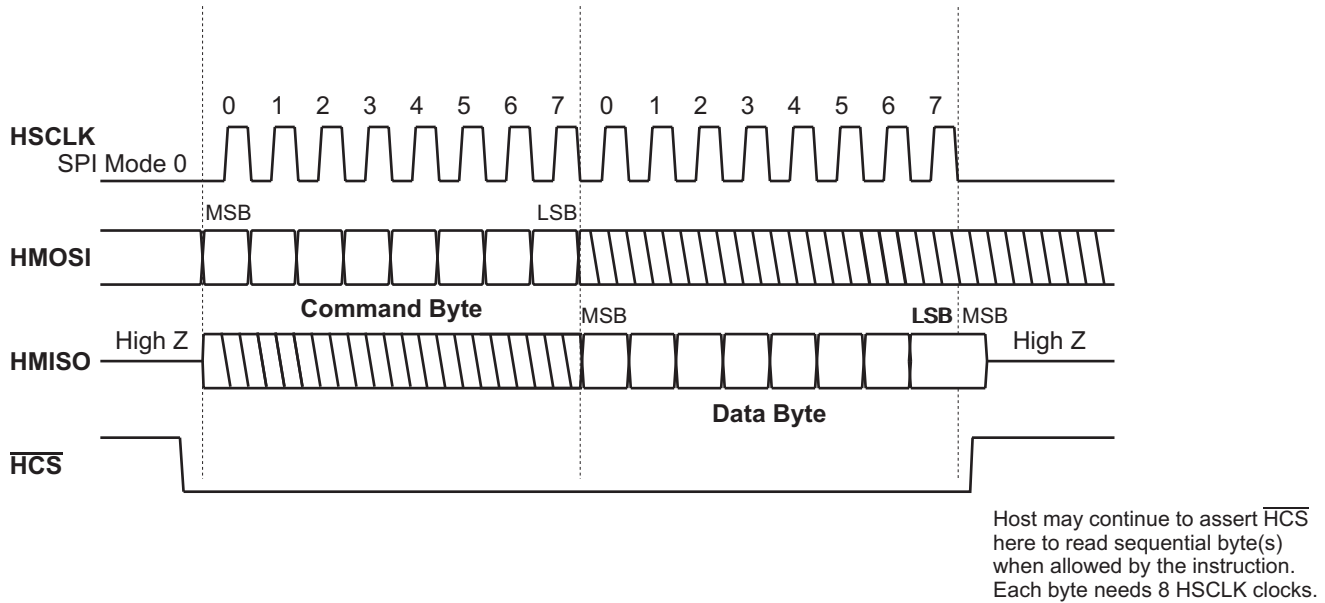 0 1 2 3 4 5 6 7 0 1 2 3 4 5 6 7
HSCLK
SPI Mode 0
MSB LSB
HMOSI
Command Byte
MSB LSB MSB
High Z High Z
HMISO
Data Byte
HCS
Host may continue to assert HCS
here to read sequential byte(s)
when allowed by the instruction.
Each byte needs 8 HSCLK clocks.